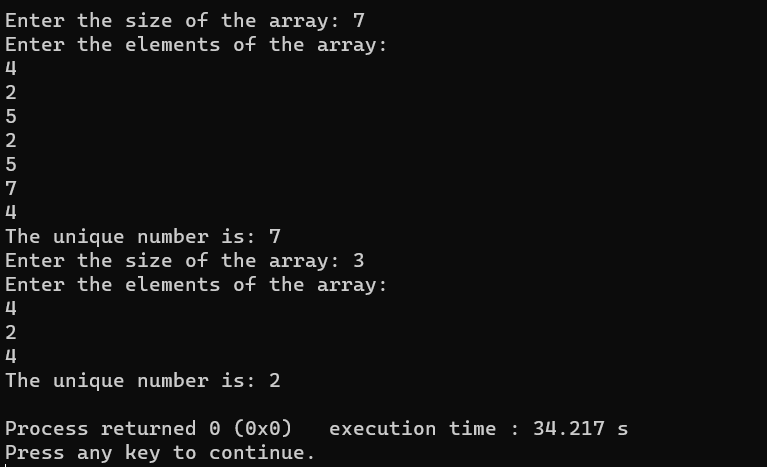 Enter the size of the array: 7
Enter the elements of the array:
4
2
5
2
5
7
4
The unique number is: 7
Enter the size of the array: 3
Enter the elements of the array:
4
2
4
The unique number is: 2
Process returned 0 (0x0)   execution time : 34.217 s
Press any key to continue.